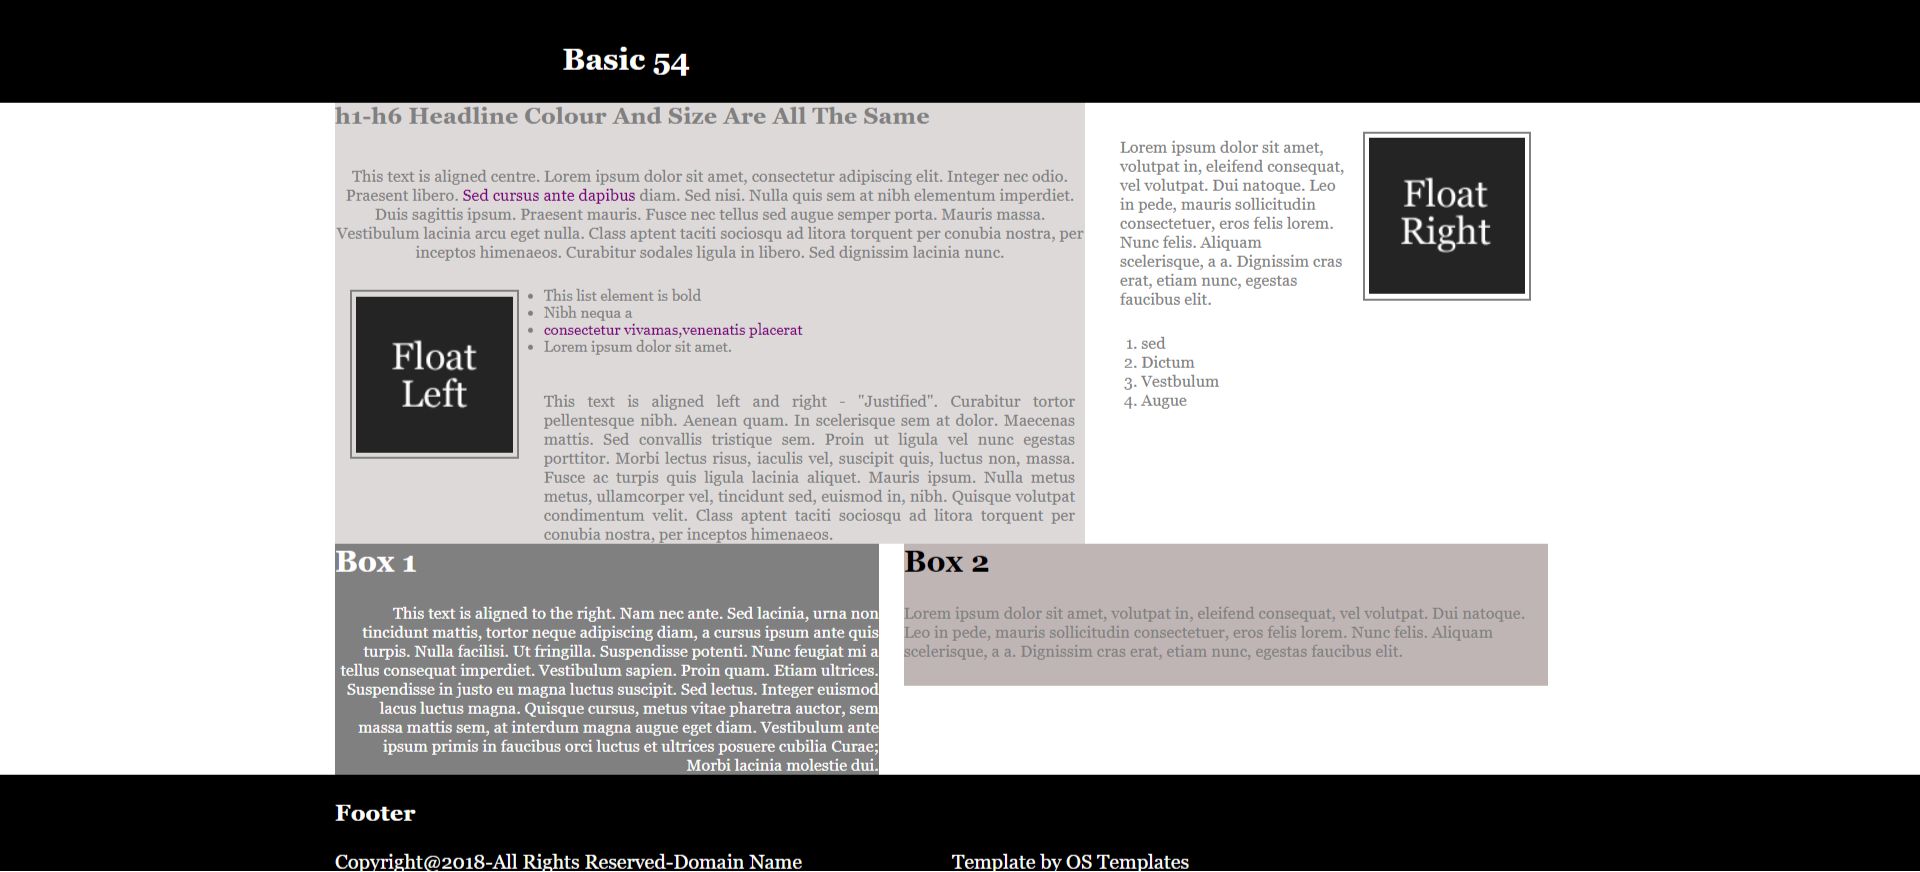 Basic 54
h1-h6 Headline Colour And Size Are All The Same
This text is aligned centre. Lorem ipsum dolor sit amet, consectetur adipiscing elit. Integer nec odio.
Praesent libero. Sed cursus ante dapibus diam. Sed nisi. Nulla quis sem at nibh elementum imperdiet.
Duis sagittis ipsum. Praesent mauris. Fusce nec tellus sed augue semper porta. Mauris massa.
Vestibulum lacinia arcu eget nulla. Class aptent taciti sociosqu ad litora torquent per conubia nostra, per
inceptos himenaeos. Curabitur sodales ligula in libero. Sed dignissim lacinia nunc.
Float
Left
• This list element is bold
• Nibh nequa a
• consectetur vivamas,venenatis placerat
• Lorem ipsum dolor sit amet.
This text is aligned left and right - "Justified". Curabitur tortor
pellentesque nibh. Aenean quam. In scelerisque sem at dolor. Maecenas
mattis. Sed convallis tristique sem. Proin ut ligula vel nunc egestas
porttitor. Morbi lectus risus, iaculis vel, suscipit quis, luctus non, massa.
Fusce ac turpis quis ligula lacinia aliquet. Mauris ipsum. Nulla metus
metus, ullamcorper vel, tincidunt sed, euismod in, nibh. Quisque volutpat
condimentum velit. Class aptent taciti sociosqu ad litora torquent per
conubia nostra, per inceptos himenaeos.
Lorem ipsum dolor sit amet,
volutpat in, eleifend consequat,
vel volutpat. Dui natoque. Leo
in pede, mauris sollicitudin
consectetuer, eros felis lorem.
Nunc felis. Aliquam
scelerisque, a a. Dignissim cras
erat, etiam nunc, egestas
faucibus elit.
Float
Right
1. sed
2. Dictum
3. Vestbulum
4. Augue
Box 1
This text is aligned to the right. Nam nec ante. Sed lacinia, urna non
tincidunt mattis, tortor neque adipiscing diam, a cursus ipsum ante quis
turpis. Nulla facilisi. Ut fringilla. Suspendisse potenti. Nunc feugiat mi a
tellus consequat imperdiet. Vestibulum sapien. Proin quam. Etiam ultrices.
Suspendisse in justo eu magna luctus suscipit. Sed lectus. Integer euismod
lacus luctus magna. Quisque cursus, metus vitae pharetra auctor, sem
massa mattis sem, at interdum magna augue eget diam. Vestibulum ante
ipsum primis in faucibus orci luctus et ultrices posuere cubilia Curae;
Morbi lacinia molestie dui.
Box 2
Lorem ipsum dolor sit amet, volutpat in, eleifend consequat, vel volutpat. Dui natoque.
Leo in pede, mauris sollicitudin consectetuer, eros felis lorem. Nunc felis. Aliquam
scelerisque, a a. Dignissim cras erat, etiam nunc, egestas faucibus elit.
Footer
Copyright@2018-All Rights Reserved-Domain Name
Template by OS Templates